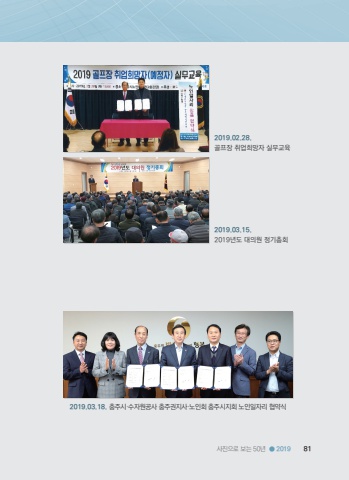 2019 골프장 취업희망자(예정자) 실무교육
노인일자리
2019.02.28.
골프장 취업희망자 실무교육
2019년도 대의원 정기총회
2019.03.15.
2019년도 대의원 정기총회
2019.03.18. 충주시·수자원공사 충주권지사·노인회 충주시지회 노인일자리 협약식
사진으로 보는 50년 ● 2019 81